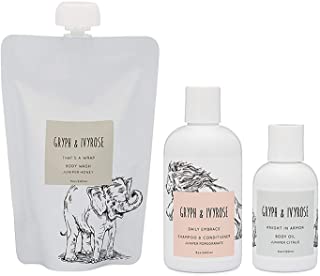 GRYPH & IVYROSE
THAT'S A WRAP
BODY WASH
JUNIPER HONEY
GRYPH & IVYROSE
DAILY EMBRACE
SHAMPOO & CONDITIONER
JUNIPER POMEGRANATE
GRYPH & IVYROSE
KNIGHT IN ARMOR
BODY OIL
JUNIPER CITRUS